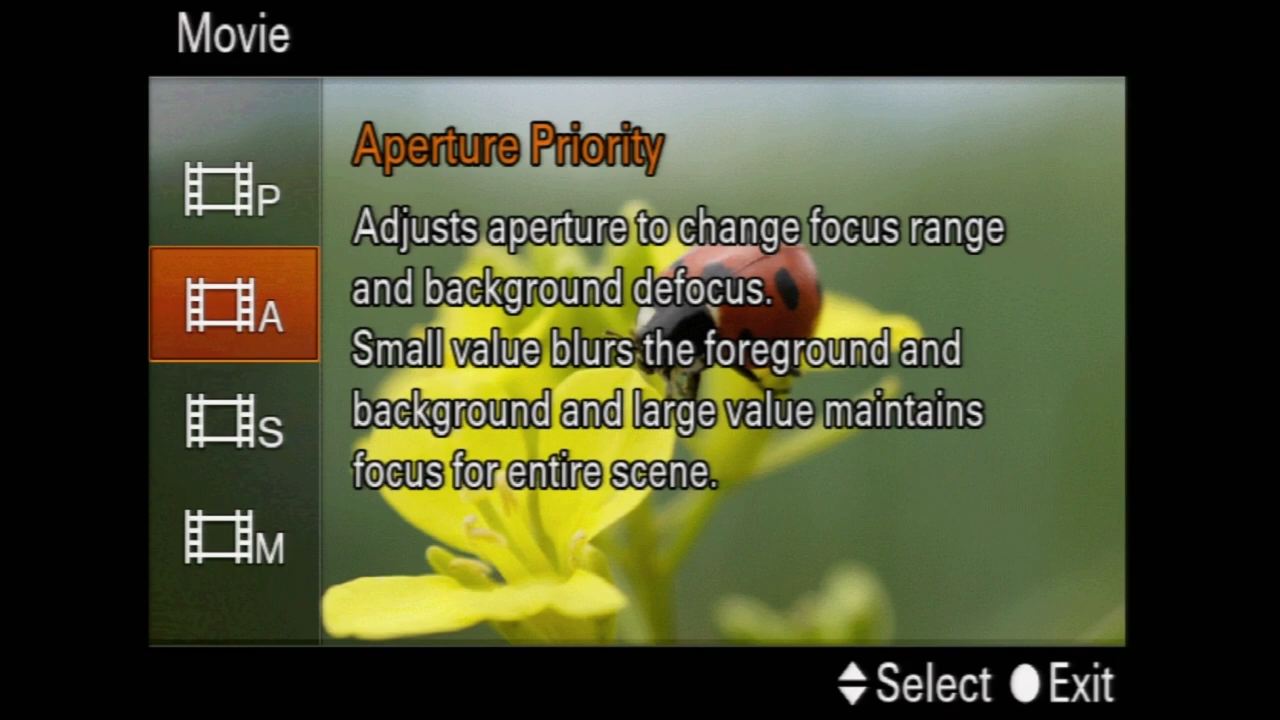 Movie
P
A
S
M
Aperture Priority
Adjusts aperture to change focus range
and background defocus.
Small value blurs the foreground and
background and large value maintains
focus for entire scene.
Select Exit